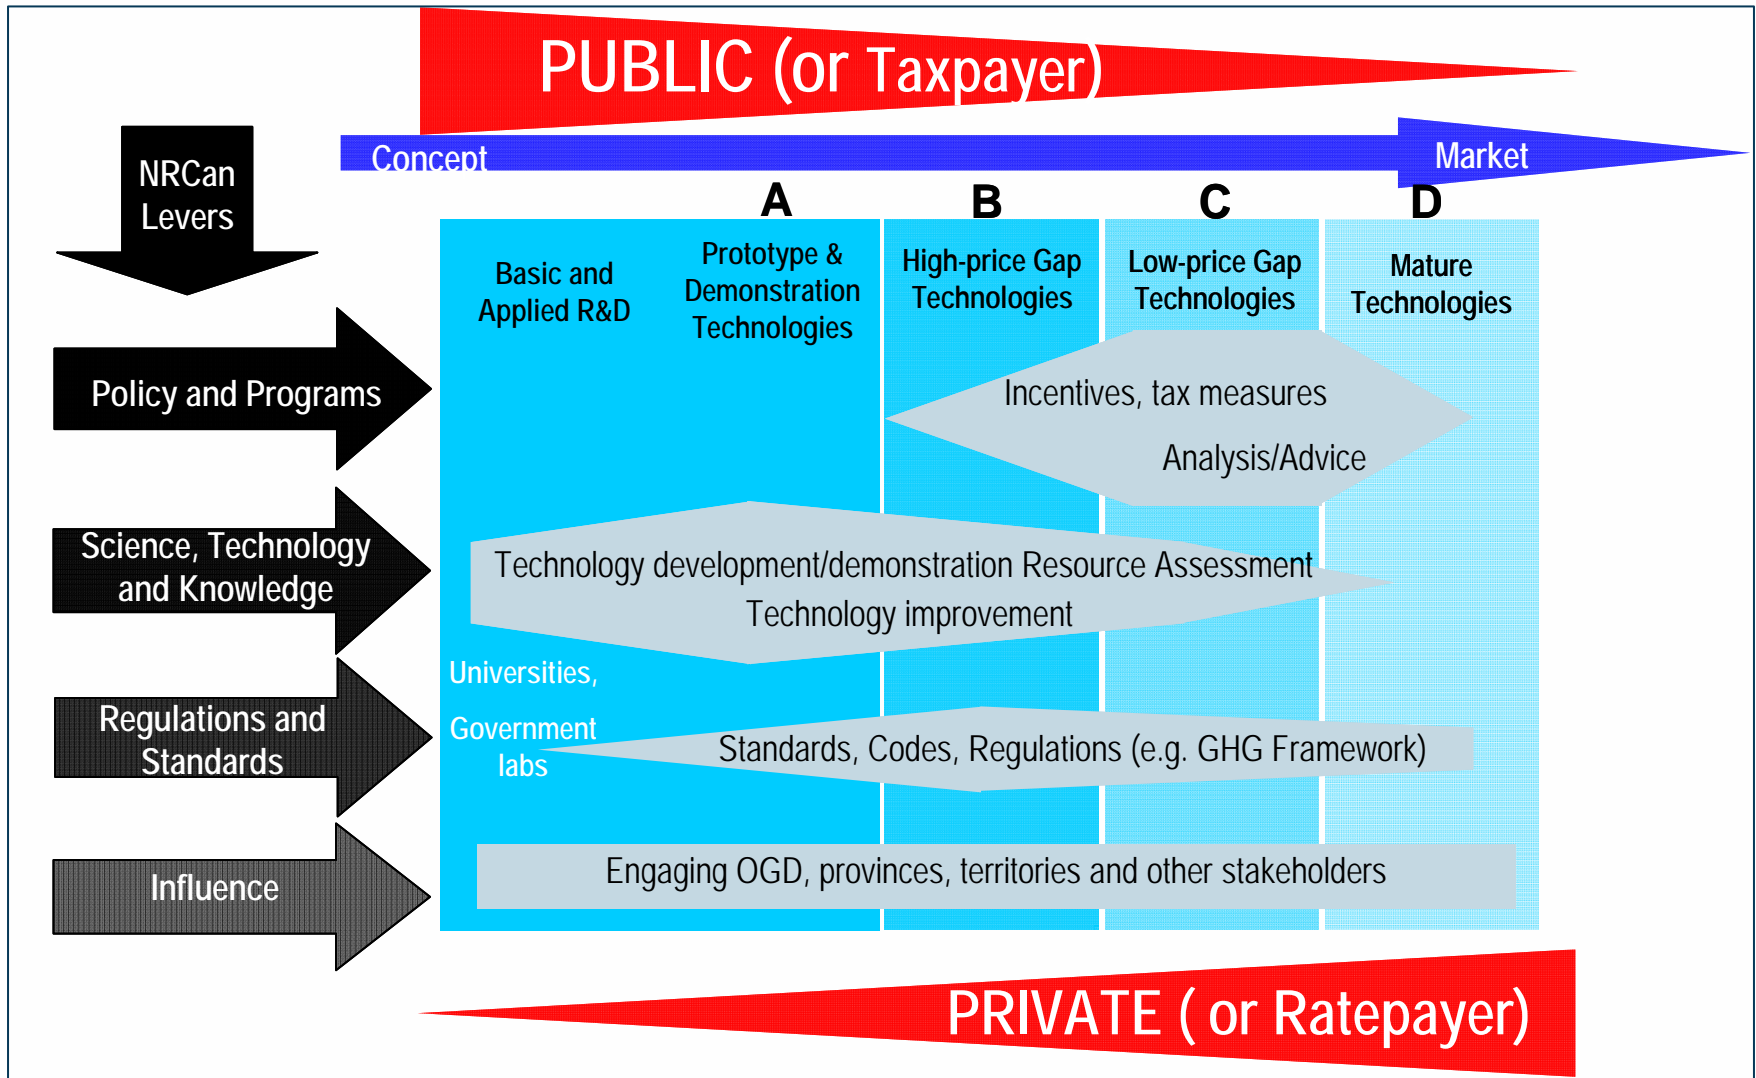 PUBLIC (or Taxpayer)
Concept
Market
NRCan
Levers
A
B
C
D
Basic and
Applied R&D
Prototype &
Demonstration
Technologies
High-price Gap
Technologies
Low-price Gap
Technologies
Mature
Technologies
Policy and Programs
Incentives, tax measures
Analysis/Advice
Science, Technology
and Knowledge
Technology development/demonstration Resource Assessment
Technology improvement
Universities,
Government
labs
Regulations and
Standards
Standards, Codes, Regulations (e.g. GHG Framework)
Influence
Engaging OGD, provinces, territories and other stakeholders
PRIVATE ( or Ratepayer)